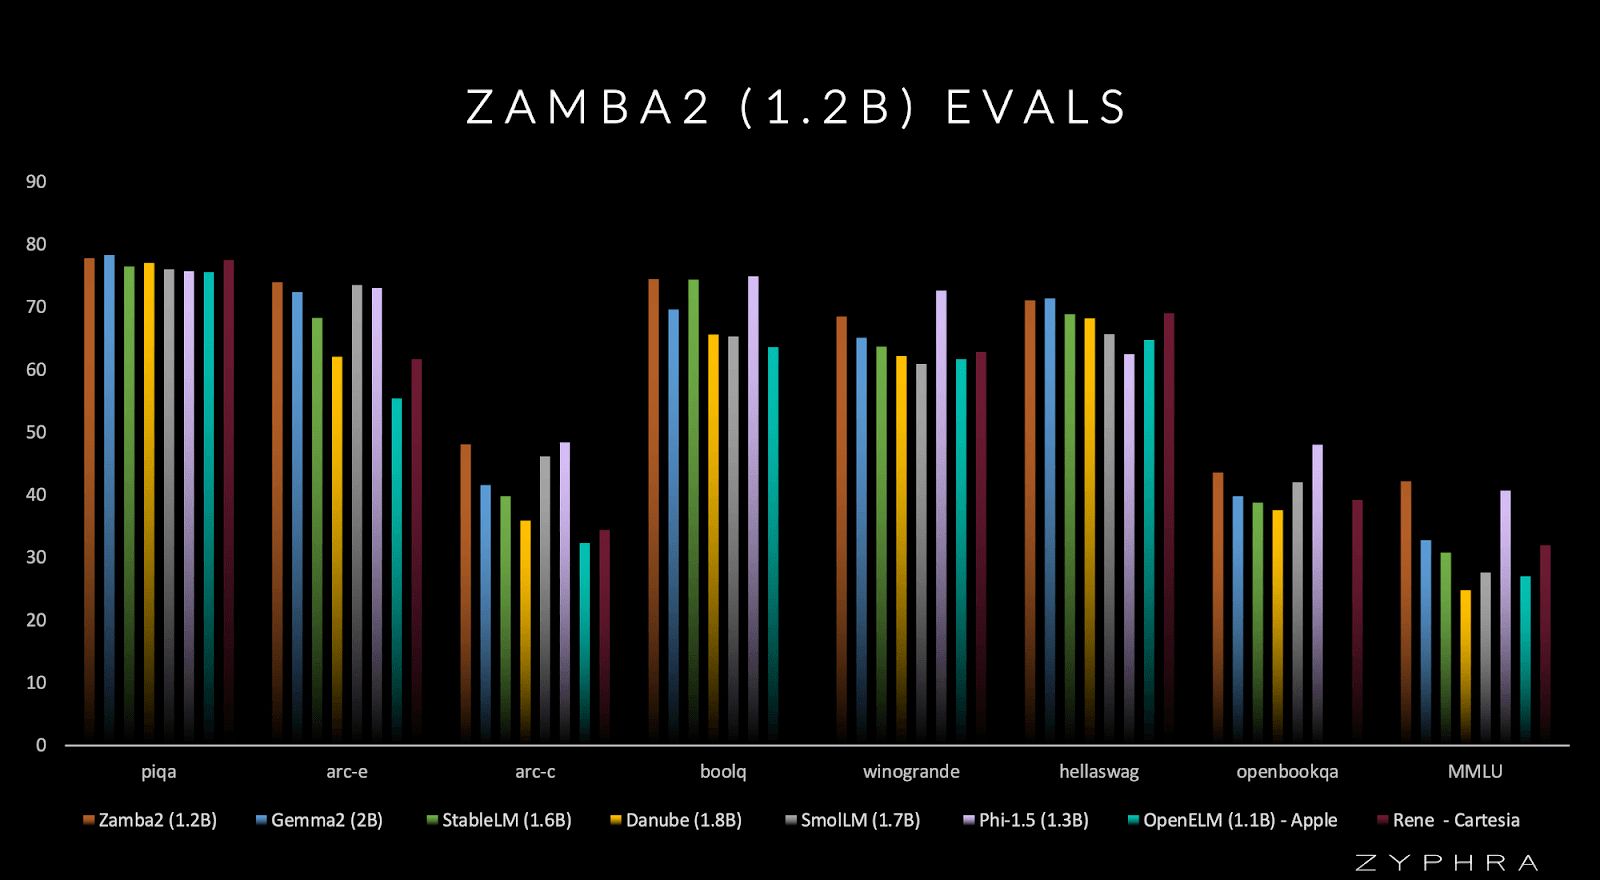 ZAMBA2 (1.2B) EVALS
90
80
70
60
50
40
30
20
10
0
piqa arc-e arc-c boolq winogrande hellaswag openbookqa MMLU
Zamba2 (1.2B) Gemma2 (2B) StableLM (1.6B) Danube (1.8B) SmolLM (1.7B) Phi-1.5 (1.3B) OpenELM (1.1B) - Apple Rene - Cartesia
ZYPHRA